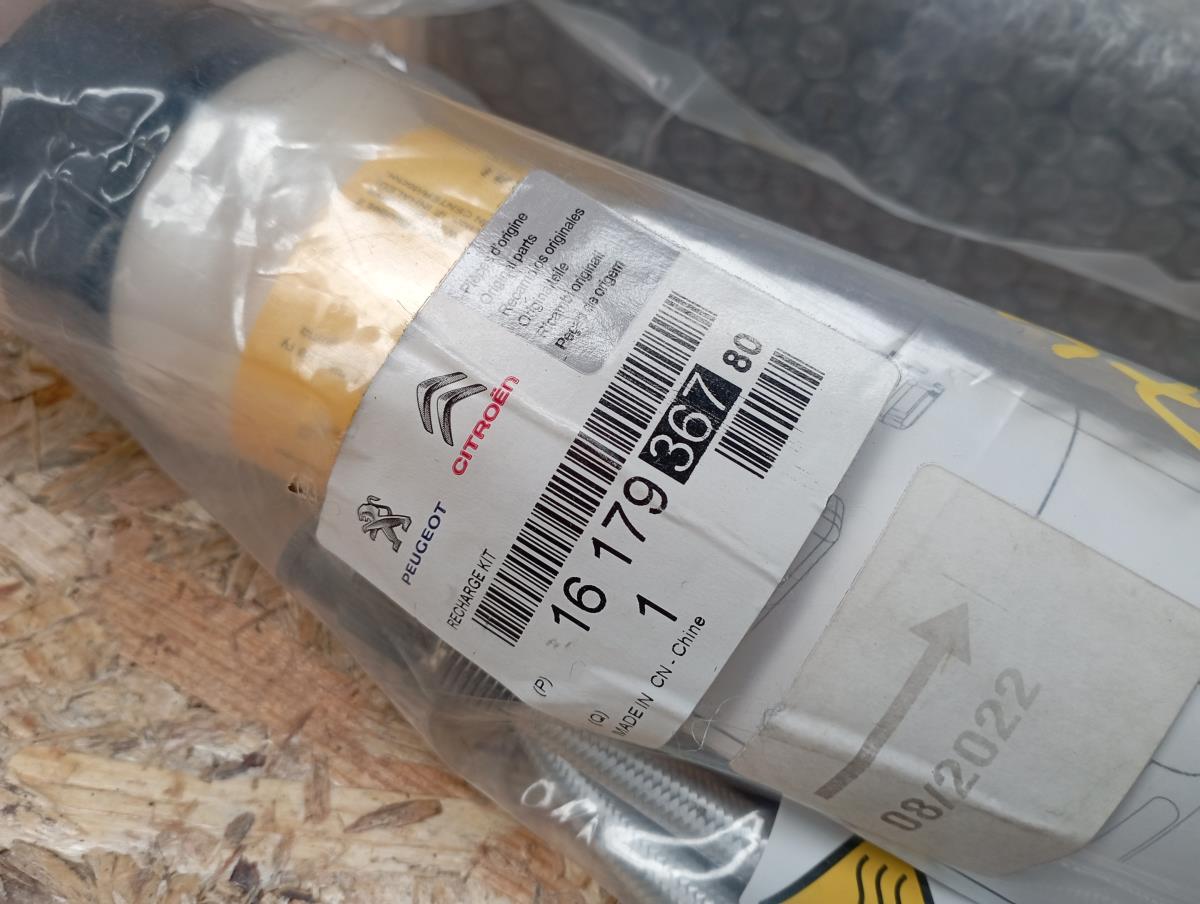 d'origine
Original parts
Recambios originales
Originalteile
Ricambi originali
Peças de origem
CITROËN
PEUGEOT
RECHARGE KIT
(P) 16 179 367 80
(Q) 1
MADE IN CN - Chine
08/2022